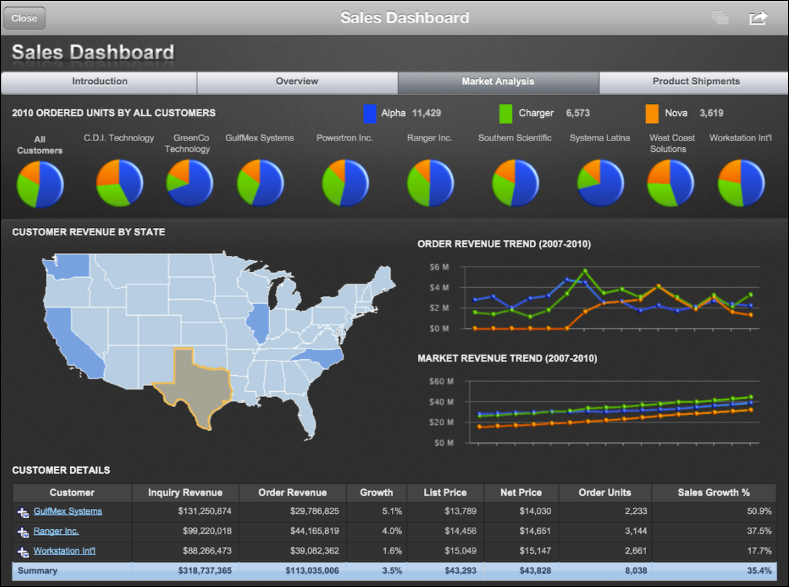 Close
Sales Dashboard
Sales Dashboard
Introduction Overview Market Analysis Product Shipments
2010 ORDERED UNITS BY ALL CUSTOMERS Alpha 11,429 Charger 6,573 Nova 3,619
All Customers
C.D.I. Technology
GreenCo Technology
GulfMex Systems
Powertron Inc.
Ranger Inc.
Southern Scientific
Systema Latina
West Coast Solutions
Workstation Int'l
CUSTOMER REVENUE BY STATE
ORDER REVENUE TREND (2007-2010)
$6 M
$4 M
$2 M
$0 M
MARKET REVENUE TREND (2007-2010)
$60 M
$40 M
$20 M
$0 M
CUSTOMER DETAILS
Customer Inquiry Revenue Order Revenue Growth List Price Net Price Order Units Sales Growth %
GulfMex Systems $131,250,874 $29,786,825 5.1% $13,789 $14,030 2,233 50.9%
Ranger Inc. $99,220,018 $44,165,819 4.0% $14,456 $14,651 3,144 37.5%
Workstation Int'l $88,266,473 $39,082,362 1.6% $15,049 $15,147 2,661 17.7%
Summary $318,737,365 $113,035,006 3.5% $43,293 $43,828 8,038 35.4%